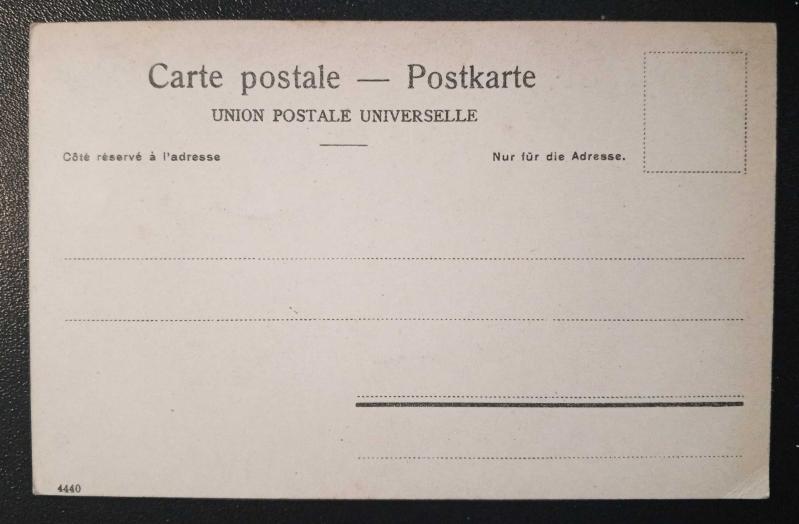 Carte postale — Postkarte
UNION POSTALE UNIVERSELLE
Côté réservé à l'adresse
Nur für die Adresse.
4440